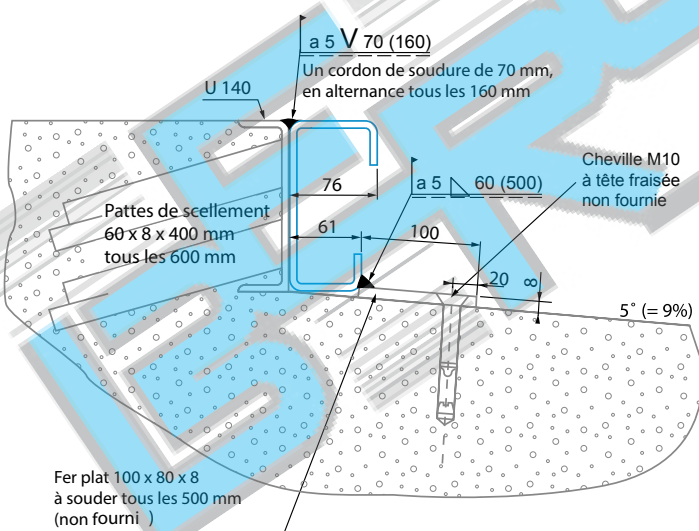 a 5 V 70 (160)
Un cordon de soudure de 70 mm,
en alternance tous les 160 mm
U 140
Cheville M10
à tête fraisée
non fournie
76
a 5 60 (500)
Pattes de scellement
60 x 8 x 400 mm
tous les 600 mm
61
100
20
8
5° (= 9%)
Fer plat 100 x 80 x 8
à souder tous les 500 mm
(non fourni )